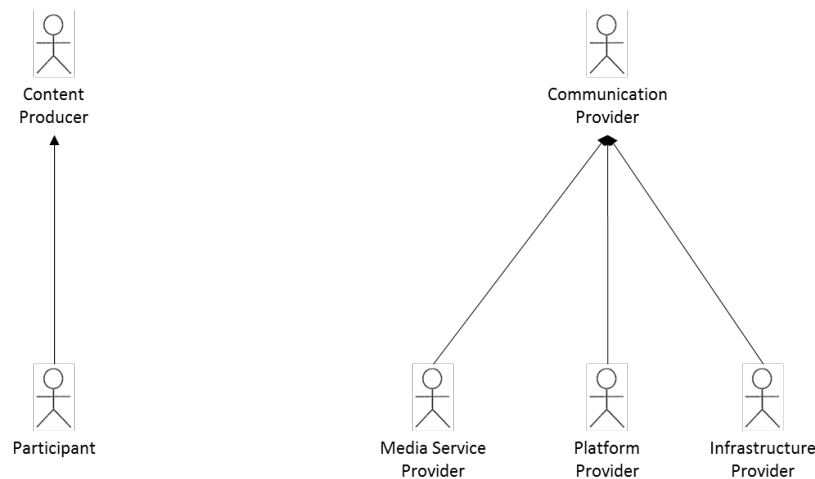 Content
Producer
Communication
Provider
Participant
Media Service
Provider
Platform
Provider
Infrastructure
Provider